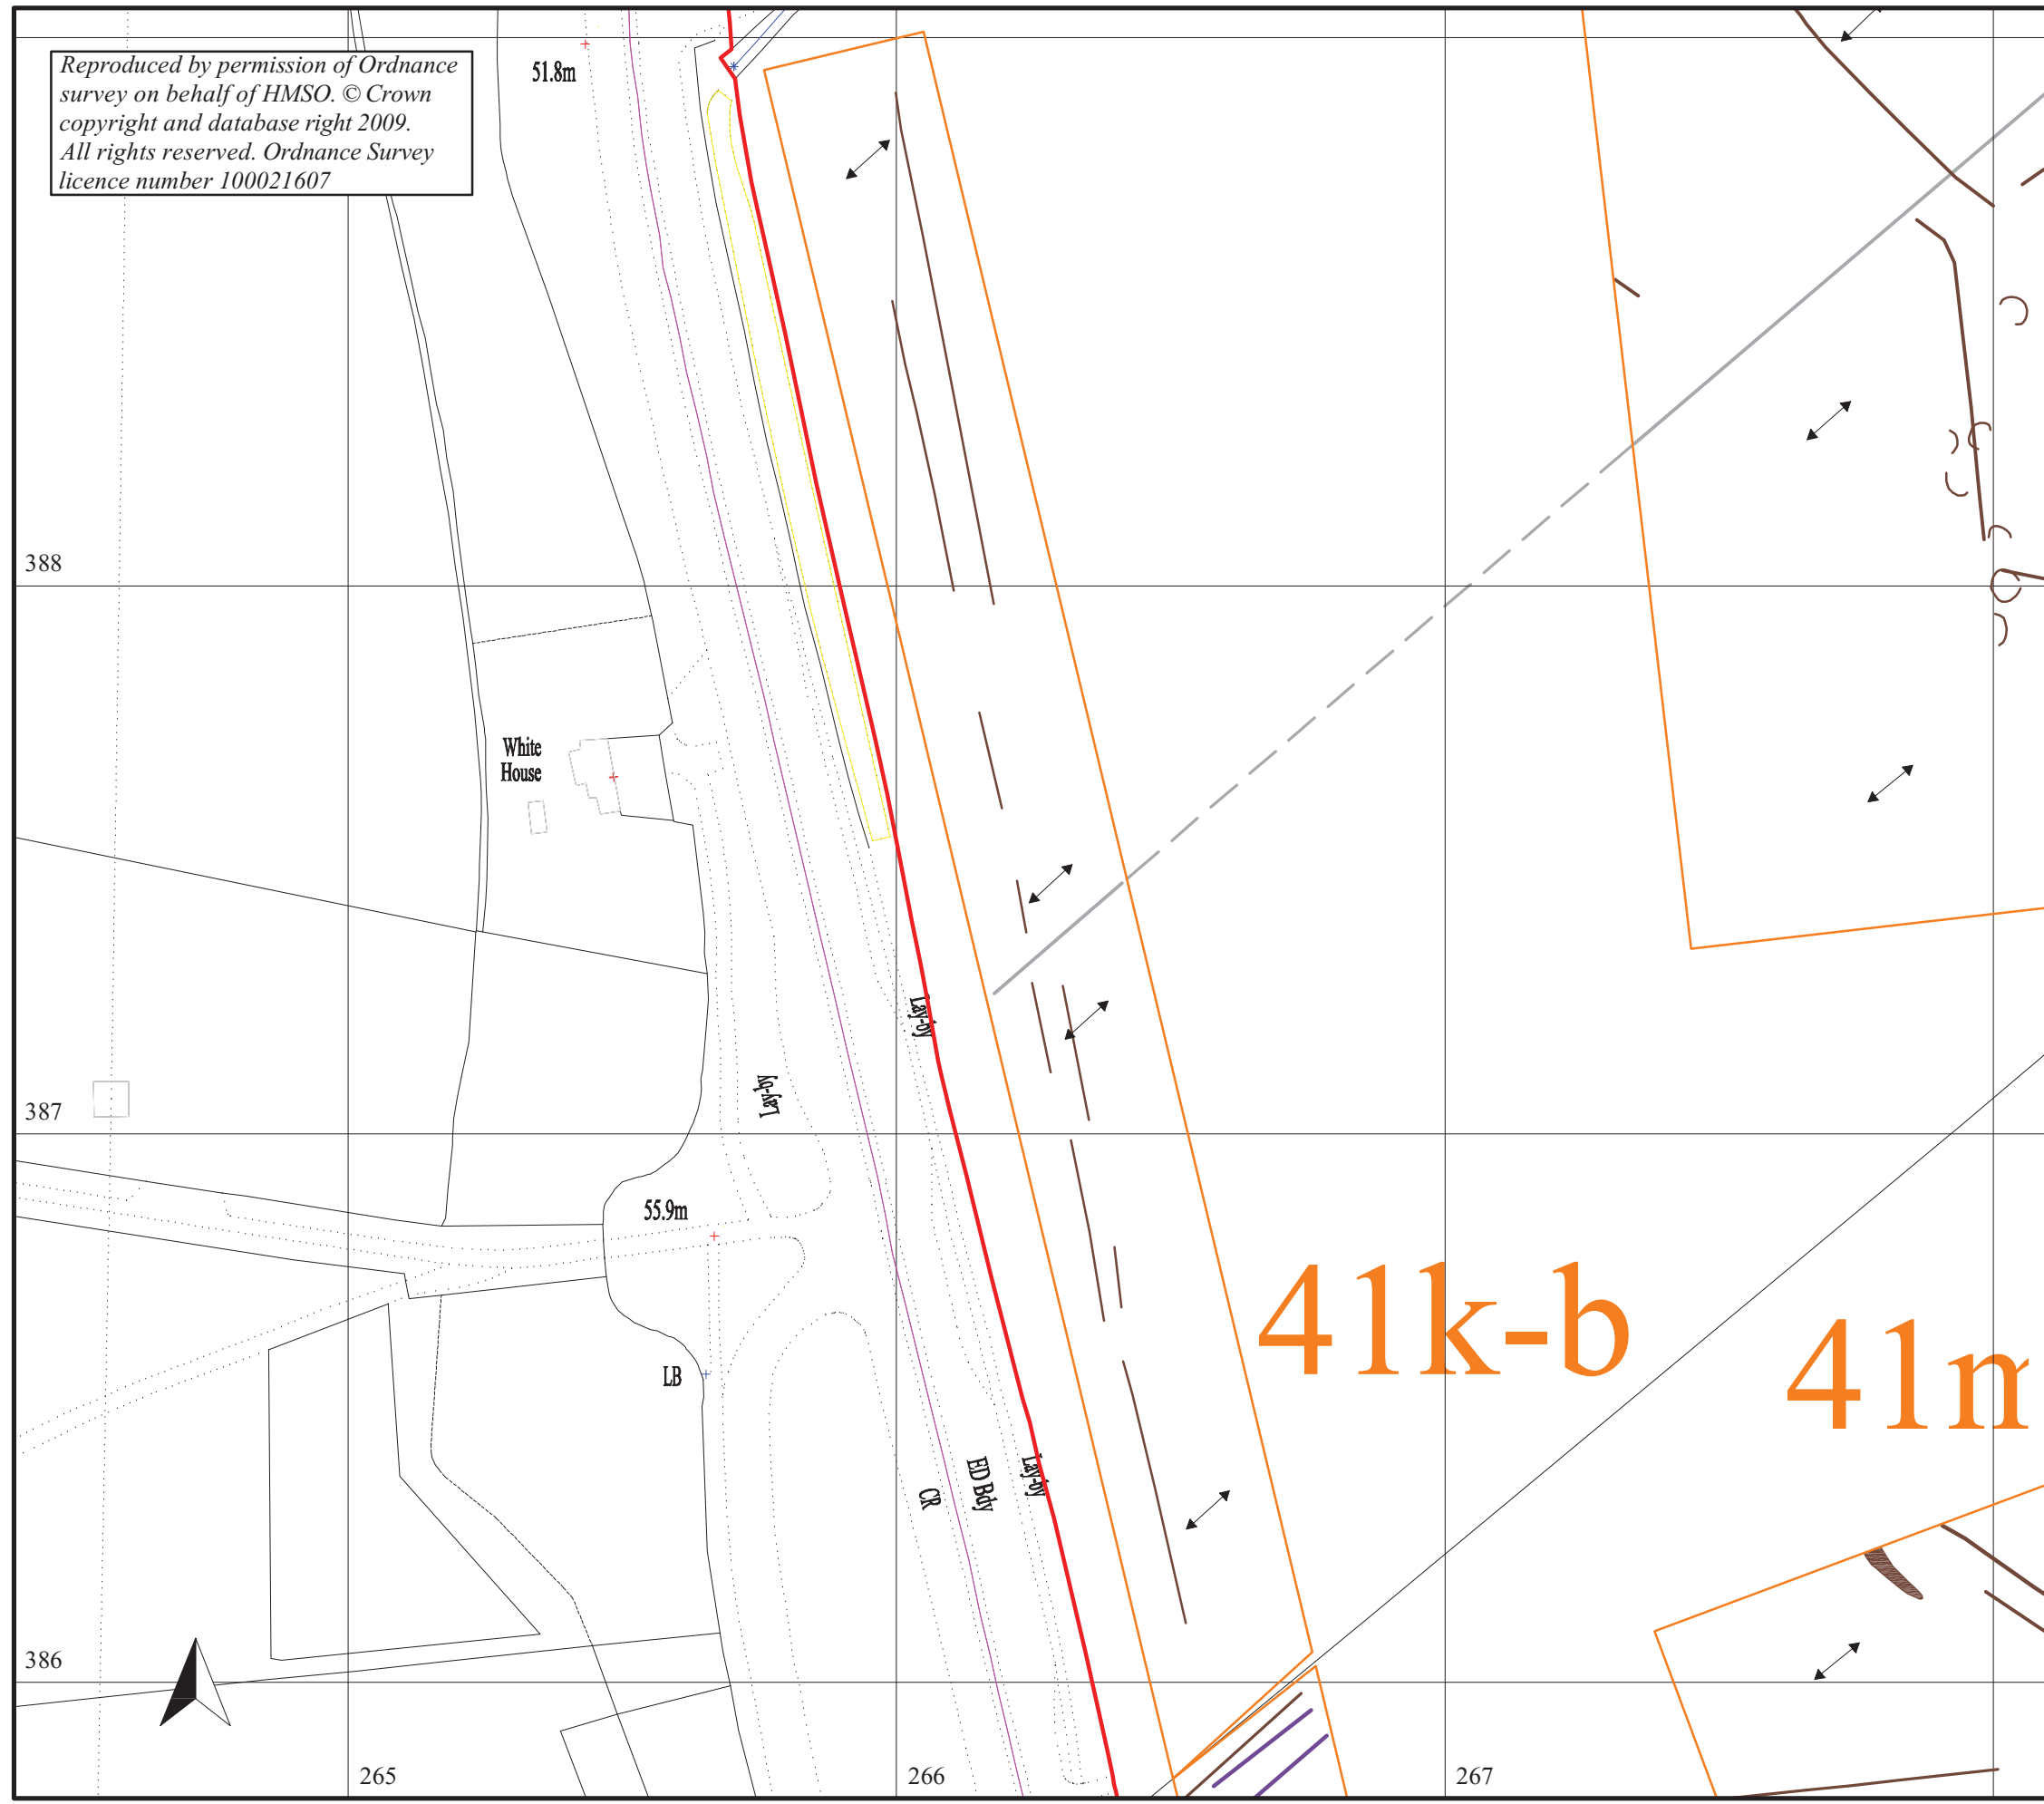 Reproduced by permission of Ordnance
survey on behalf of HMSO. © Crown
copyright and database right 2009.
All rights reserved. Ordnance Survey
licence number 100021607
51.8m
388
White
House
Lay-by
Lay-by
387
55.9m
41k-b
LB
ED Bdy
Lay-by
CR
386
265
266
267